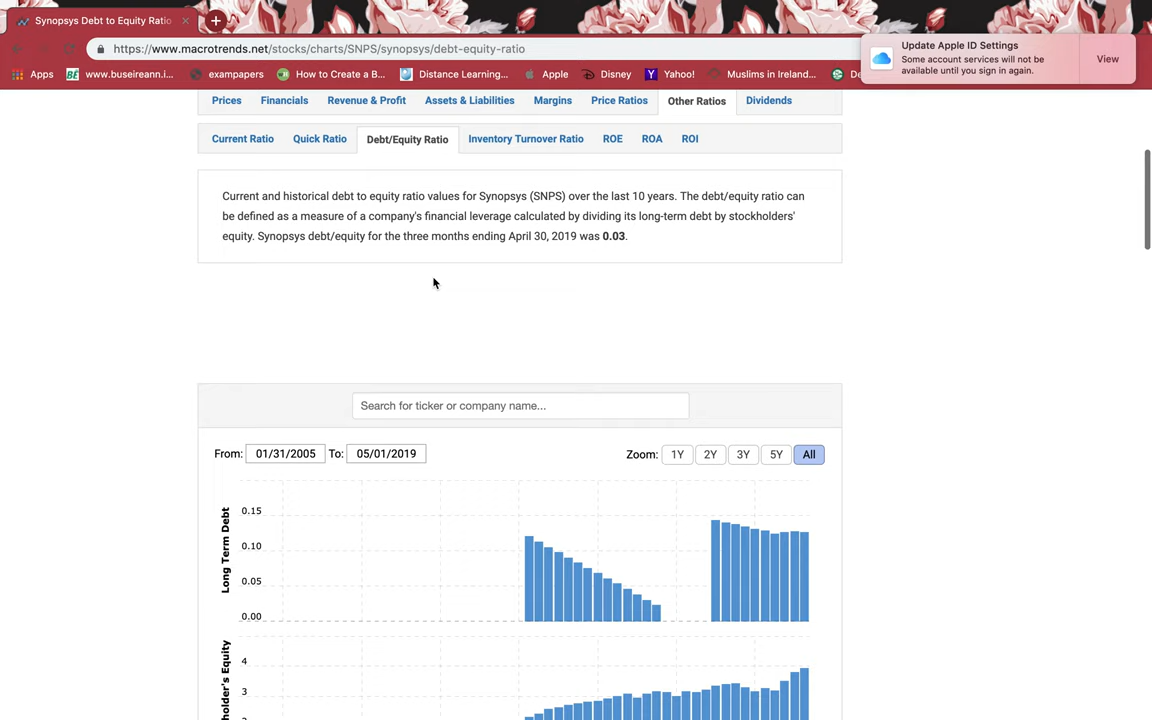 Synopsys Debt to Equity Ratio
https://www.macrotrends.net/stocks/charts/SNPS/synopsys/debt-equity-ratio
Update Apple ID Settings
Some account services will not be
available until you sign in again.
View
Apps BÉ www.buseireann.i... exampapers How to Create a B... Distance Learning... Apple Disney Yahoo! Muslims in Ireland...
Prices Financials Revenue & Profit Assets & Liabilities Margins Price Ratios Other Ratios Dividends
Current Ratio Quick Ratio Debt/Equity Ratio Inventory Turnover Ratio ROE ROA ROI
Current and historical debt to equity ratio values for Synopsys (SNPS) over the last 10 years. The debt/equity ratio can
be defined as a measure of a company's financial leverage calculated by dividing its long-term debt by stockholders'
equity. Synopsys debt/equity for the three months ending April 30, 2019 was 0.03.
Search for ticker or company name...
From: 01/31/2005 To: 05/01/2019 Zoom: 1Y 2Y 3Y 5Y All
Long Term Debt
0.15
0.10
0.05
0.00
holder's Equity
4
3